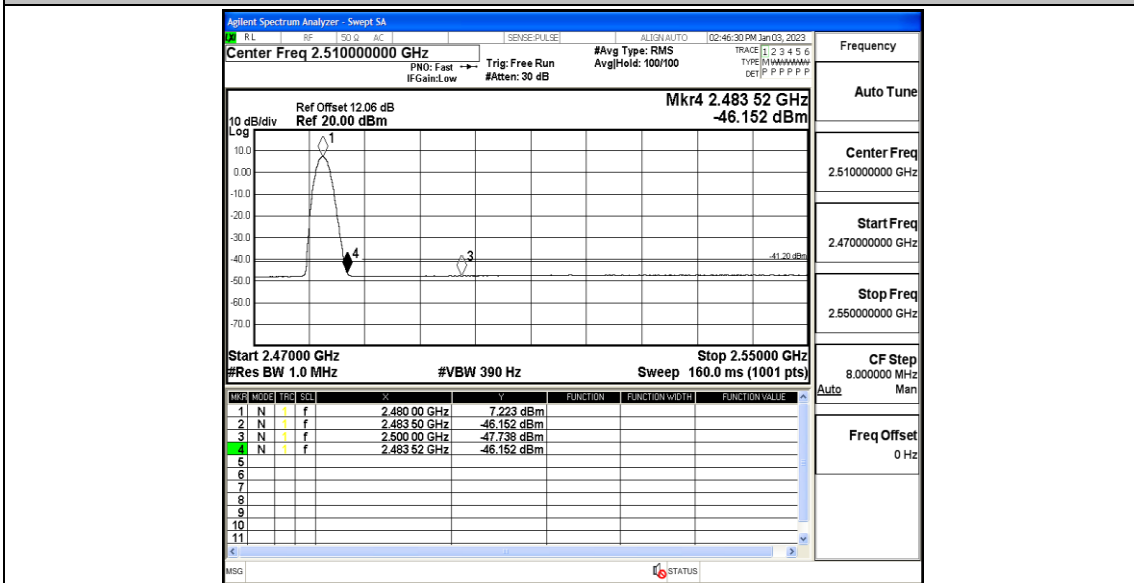 Agilent Spectrum Analyzer - Swept SA
LXI RL RF 50 Ω AC SENSE:PULSE ALIGN AUTO 02:46:30 PM Jan 03, 2023
Center Freq 2.510000000 GHz
PNO: Fast
IFGain:Low
Trig: Free Run
#Atten: 30 dB
#Avg Type: RMS
Avg|Hold: 100/100
TRACE 1 2 3 4 5 6
TYPE M
DET P P P P P P
Mkr4 2.483 52 GHz
-46.152 dBm
Ref Offset 12.06 dB
10 dB/div Ref 20.00 dBm
Log
10.0
0.00
-10.0
-20.0
-30.0
-40.0
-50.0
-60.0
-70.0
1
4
3
-41.20 dBm
Start 2.47000 GHz Stop 2.55000 GHz
#Res BW 1.0 MHz #VBW 390 Hz Sweep 160.0 ms (1001 pts)
MKR MODE TRC SCL X Y FUNCTION FUNCTION WIDTH FUNCTION VALUE
1 N 1 f 2.480 00 GHz 7.223 dBm
2 N 1 f 2.483 50 GHz -46.152 dBm
3 N 1 f 2.500 00 GHz -47.738 dBm
4 N 1 f 2.483 52 GHz -46.152 dBm
5
6
7
8
9
10
11
MSG STATUS
Frequency
Auto Tune
Center Freq
2.510000000 GHz
Start Freq
2.470000000 GHz
Stop Freq
2.550000000 GHz
CF Step
8.000000 MHz
Auto Man
Freq Offset
0 Hz